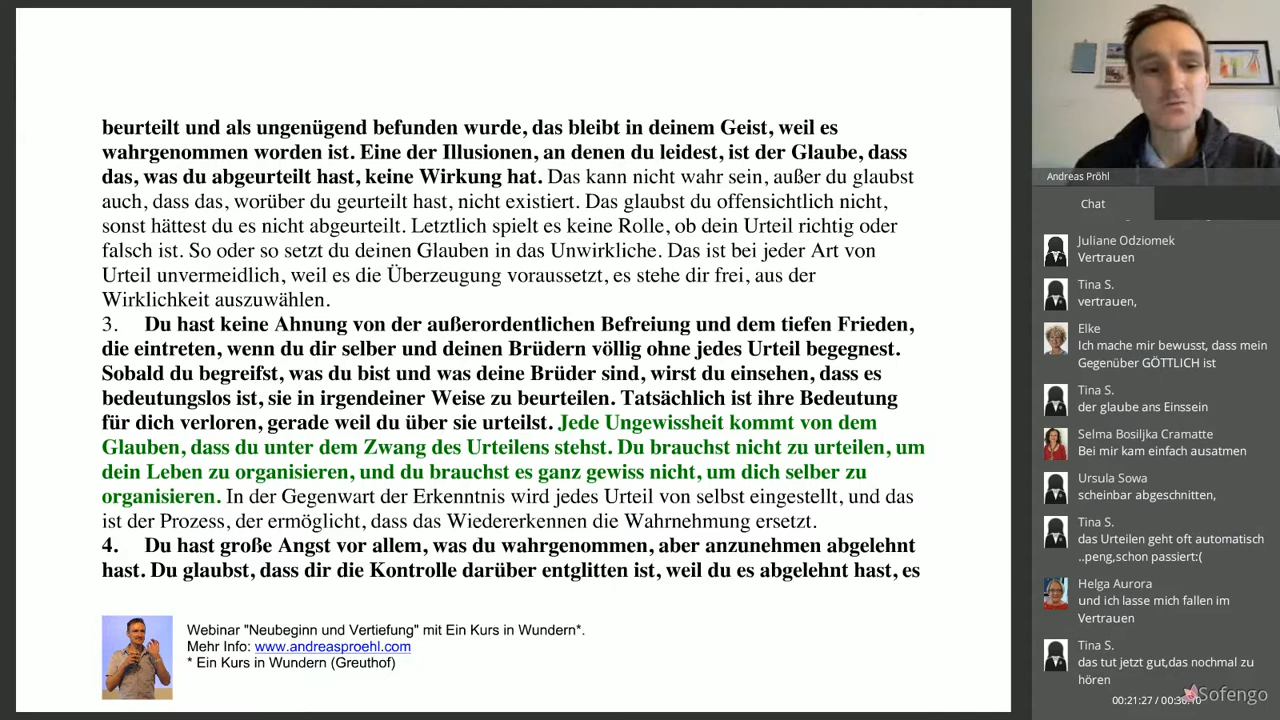 beurteilt und als ungenügend befunden wurde, das bleibt in deinem Geist, weil es
wahrgenommen worden ist. Eine der Illusionen, an denen du leidest, ist der Glaube, dass
das, was du abgeurteilt hast, keine Wirkung hat. Das kann nicht wahr sein, außer du glaubst
auch, dass das, worüber du geurteilt hast, nicht existiert. Das glaubst du offensichtlich nicht,
sonst hättest du es nicht abgeurteilt. Letztlich spielt es keine Rolle, ob dein Urteil richtig oder
falsch ist. So oder so setzt du deinen Glauben in das Unwirkliche. Das ist bei jeder Art von
Urteil unvermeidlich, weil es die Überzeugung voraussetzt, es stehe dir frei, aus der
Wirklichkeit auszuwählen.
3. Du hast keine Ahnung von der außerordentlichen Befreiung und dem tiefen Frieden,
die eintreten, wenn du dir selber und deinen Brüdern völlig ohne jedes Urteil begegnest.
Sobald du begreifst, was du bist und was deine Brüder sind, wirst du einsehen, dass es
bedeutungslos ist, sie in irgendeiner Weise zu beurteilen. Tatsächlich ist ihre Bedeutung
für dich verloren, gerade weil du über sie urteilst. Jede Ungewissheit kommt von dem
Glauben, dass du unter dem Zwang des Urteilens stehst. Du brauchst nicht zu urteilen, um
dein Leben zu organisieren, und du brauchst es ganz gewiss nicht, um dich selber zu
organisieren. In der Gegenwart der Erkenntnis wird jedes Urteil von selbst eingestellt, und das
ist der Prozess, der ermöglicht, dass das Wiedererkennen die Wahrnehmung ersetzt.
4. Du hast große Angst vor allem, was du wahrgenommen, aber anzunehmen abgelehnt
hast. Du glaubst, dass dir die Kontrolle darüber entglitten ist, weil du es abgelehnt hast, es
Webinar "Neubeginn und Vertiefung" mit Ein Kurs in Wundern*.
Mehr Info: www.andreasproehl.com
* Ein Kurs in Wundern (Greuthof)
Andreas Pröhl
Chat
Juliane Odziomek
Vertrauen
Tina S.
vertrauen,
Elke
Ich mache mir bewusst, dass mein
Gegenüber GÖTTLICH ist
Tina S.
der glaube ans Einssein
Selma Bosiljka Cramatte
Bei mir kam einfach ausatmen
Ursula Sowa
scheinbar abgeschnitten,
Tina S.
das Urteilen geht oft automatisch
..peng,schon passiert:(
Helga Aurora
und ich lasse mich fallen im
Vertrauen
Tina S.
das tut jetzt gut,das nochmal zu
hören
00:21:27 /
Sofengo